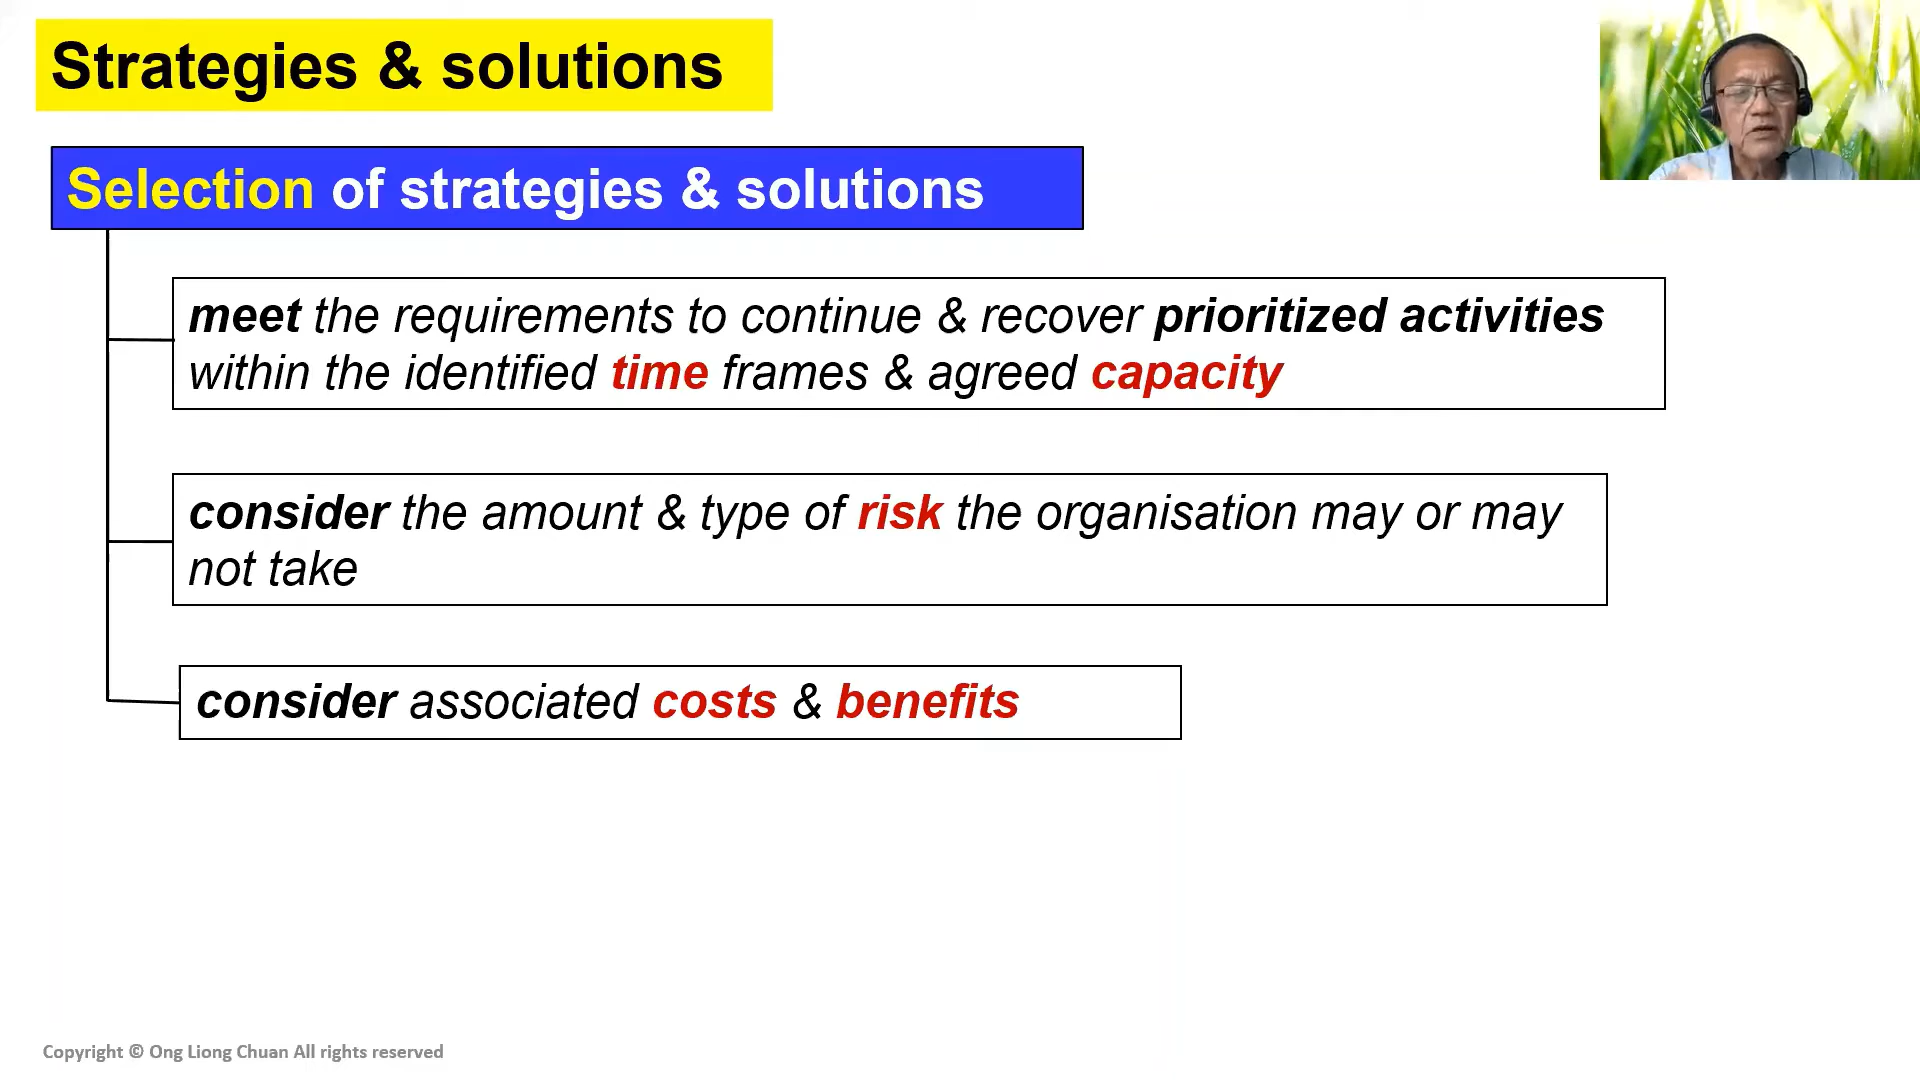 Strategies & solutions
Selection of strategies & solutions
meet the requirements to continue & recover prioritized activities
within the identified time frames & agreed capacity
consider the amount & type of risk the organisation may or may
not take
consider associated costs & benefits
Copyright © Ong Liong Chuan All rights reserved